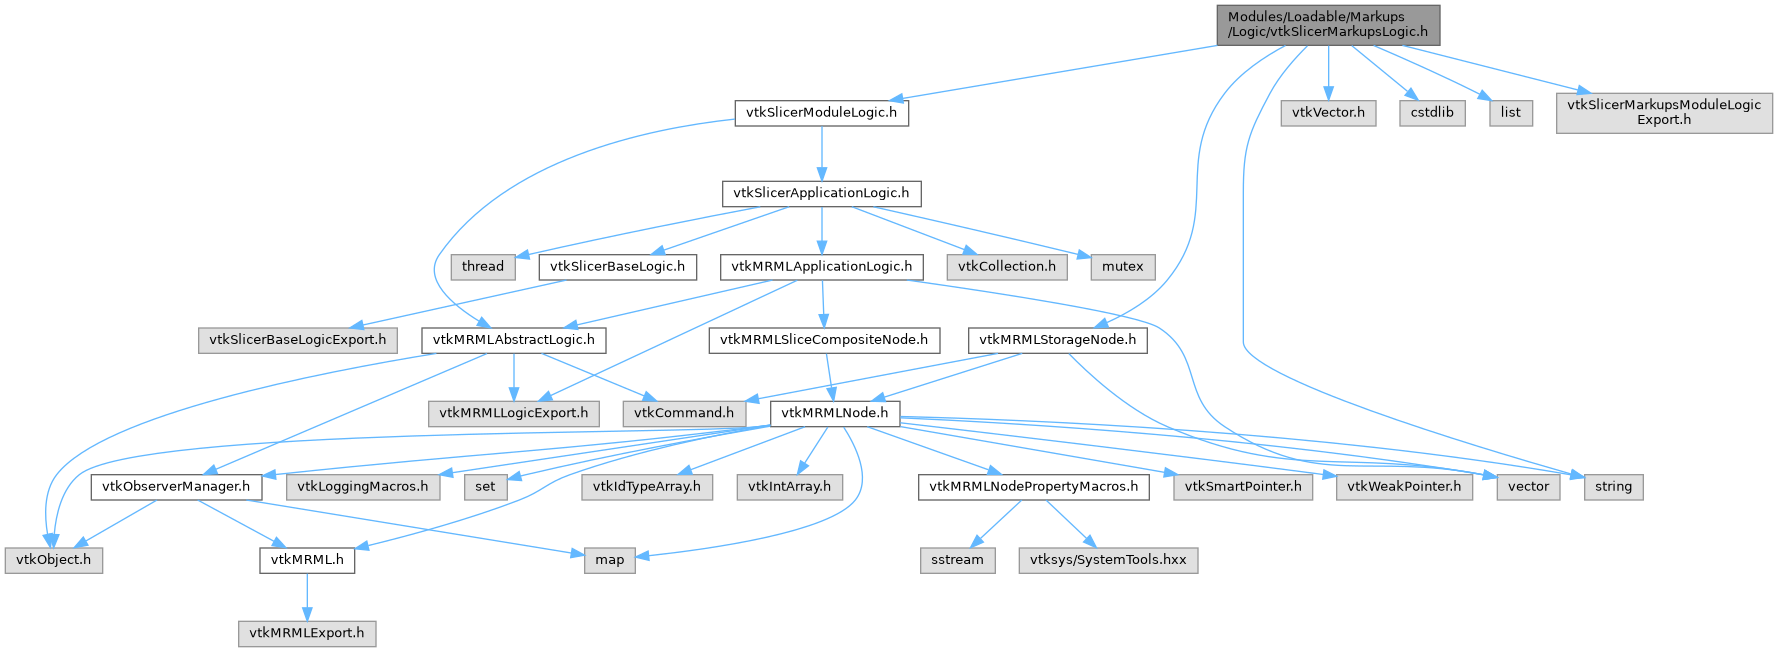 Modules/Loadable/Markups
/Logic/vtkSlicerMarkupsLogic.h
vtkSlicerModuleLogic.h
vtkVector.h
cstdlib
list
vtkSlicerMarkupsModuleLogic
Export.h
vtkSlicerApplicationLogic.h
thread
vtkSlicerBaseLogic.h
vtkMRMLApplicationLogic.h
vtkCollection.h
mutex
vtkSlicerBaseLogicExport.h
vtkMRMLAbstractLogic.h
vtkMRMLSliceCompositeNode.h
vtkMRMLStorageNode.h
vtkMRMLLogicExport.h
vtkCommand.h
vtkMRMLNode.h
vtkObserverManager.h
vtkLoggingMacros.h
set
vtkIdTypeArray.h
vtkIntArray.h
vtkMRMLNodePropertyMacros.h
vtkSmartPointer.h
vtkWeakPointer.h
vector
string
vtkObject.h
vtkMRML.h
map
sstream
vtksys/SystemTools.hxx
vtkMRMLExport.h